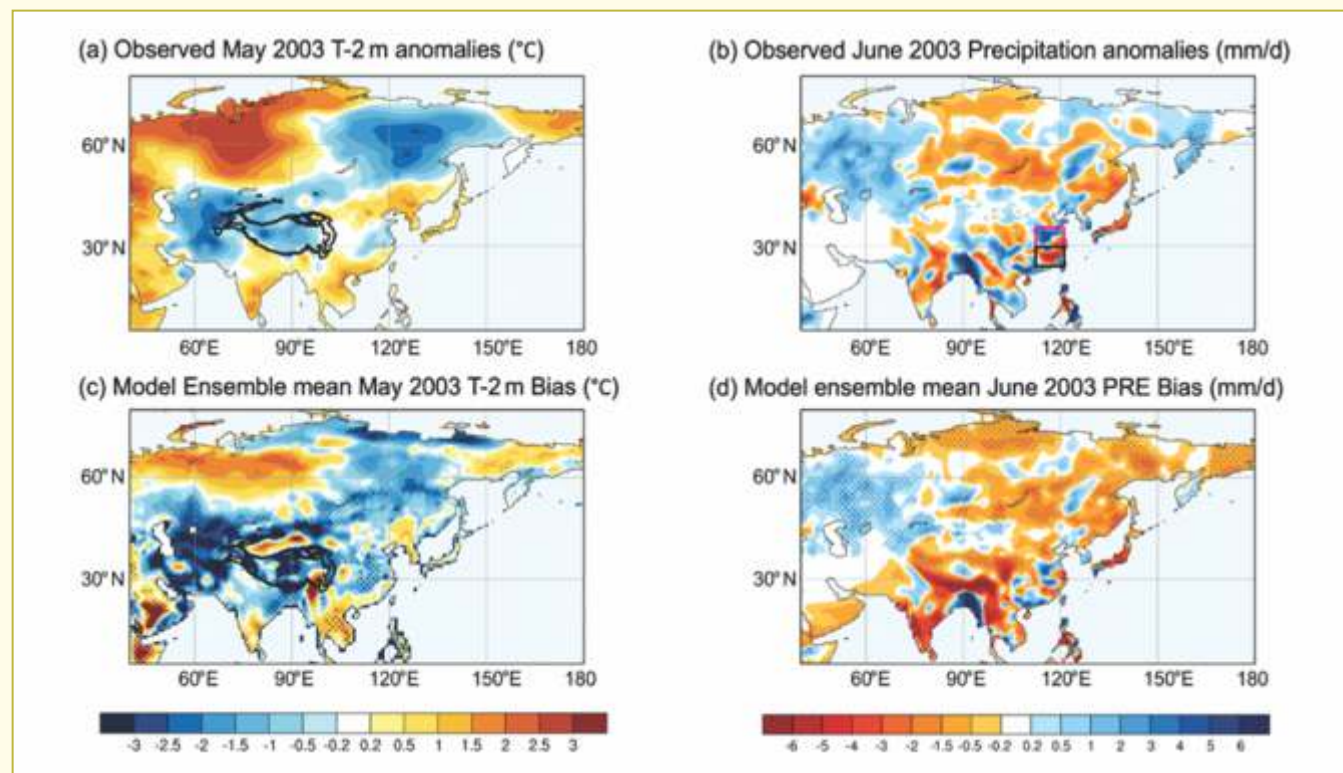 (a) Observed May 2003 T-2 m anomalies (°C)
60°N
30°N
60°E 90°E 120°E 150°E 180
(b) Observed June 2003 Precipitation anomalies (mm/d)
60°N
30°N
60°E 90°E 120°E 150°E 180
(c) Model Ensemble mean May 2003 T-2 m Bias (°C)
60°N
30°N
60°E 90°E 120°E 150°E 180
(d) Model ensemble mean June 2003 PRE Bias (mm/d)
60°N
30°N
60°E 90°E 120°E 150°E 180
-3 -2.5 -2 -1.5 -1 -0.5 -0.2 0.2 0.5 1 1.5 2 2.5 3
-6 -5 -4 -3 -2 -1.5 -0.5 -0.2 0.2 0.5 1 2 3 4 5 6